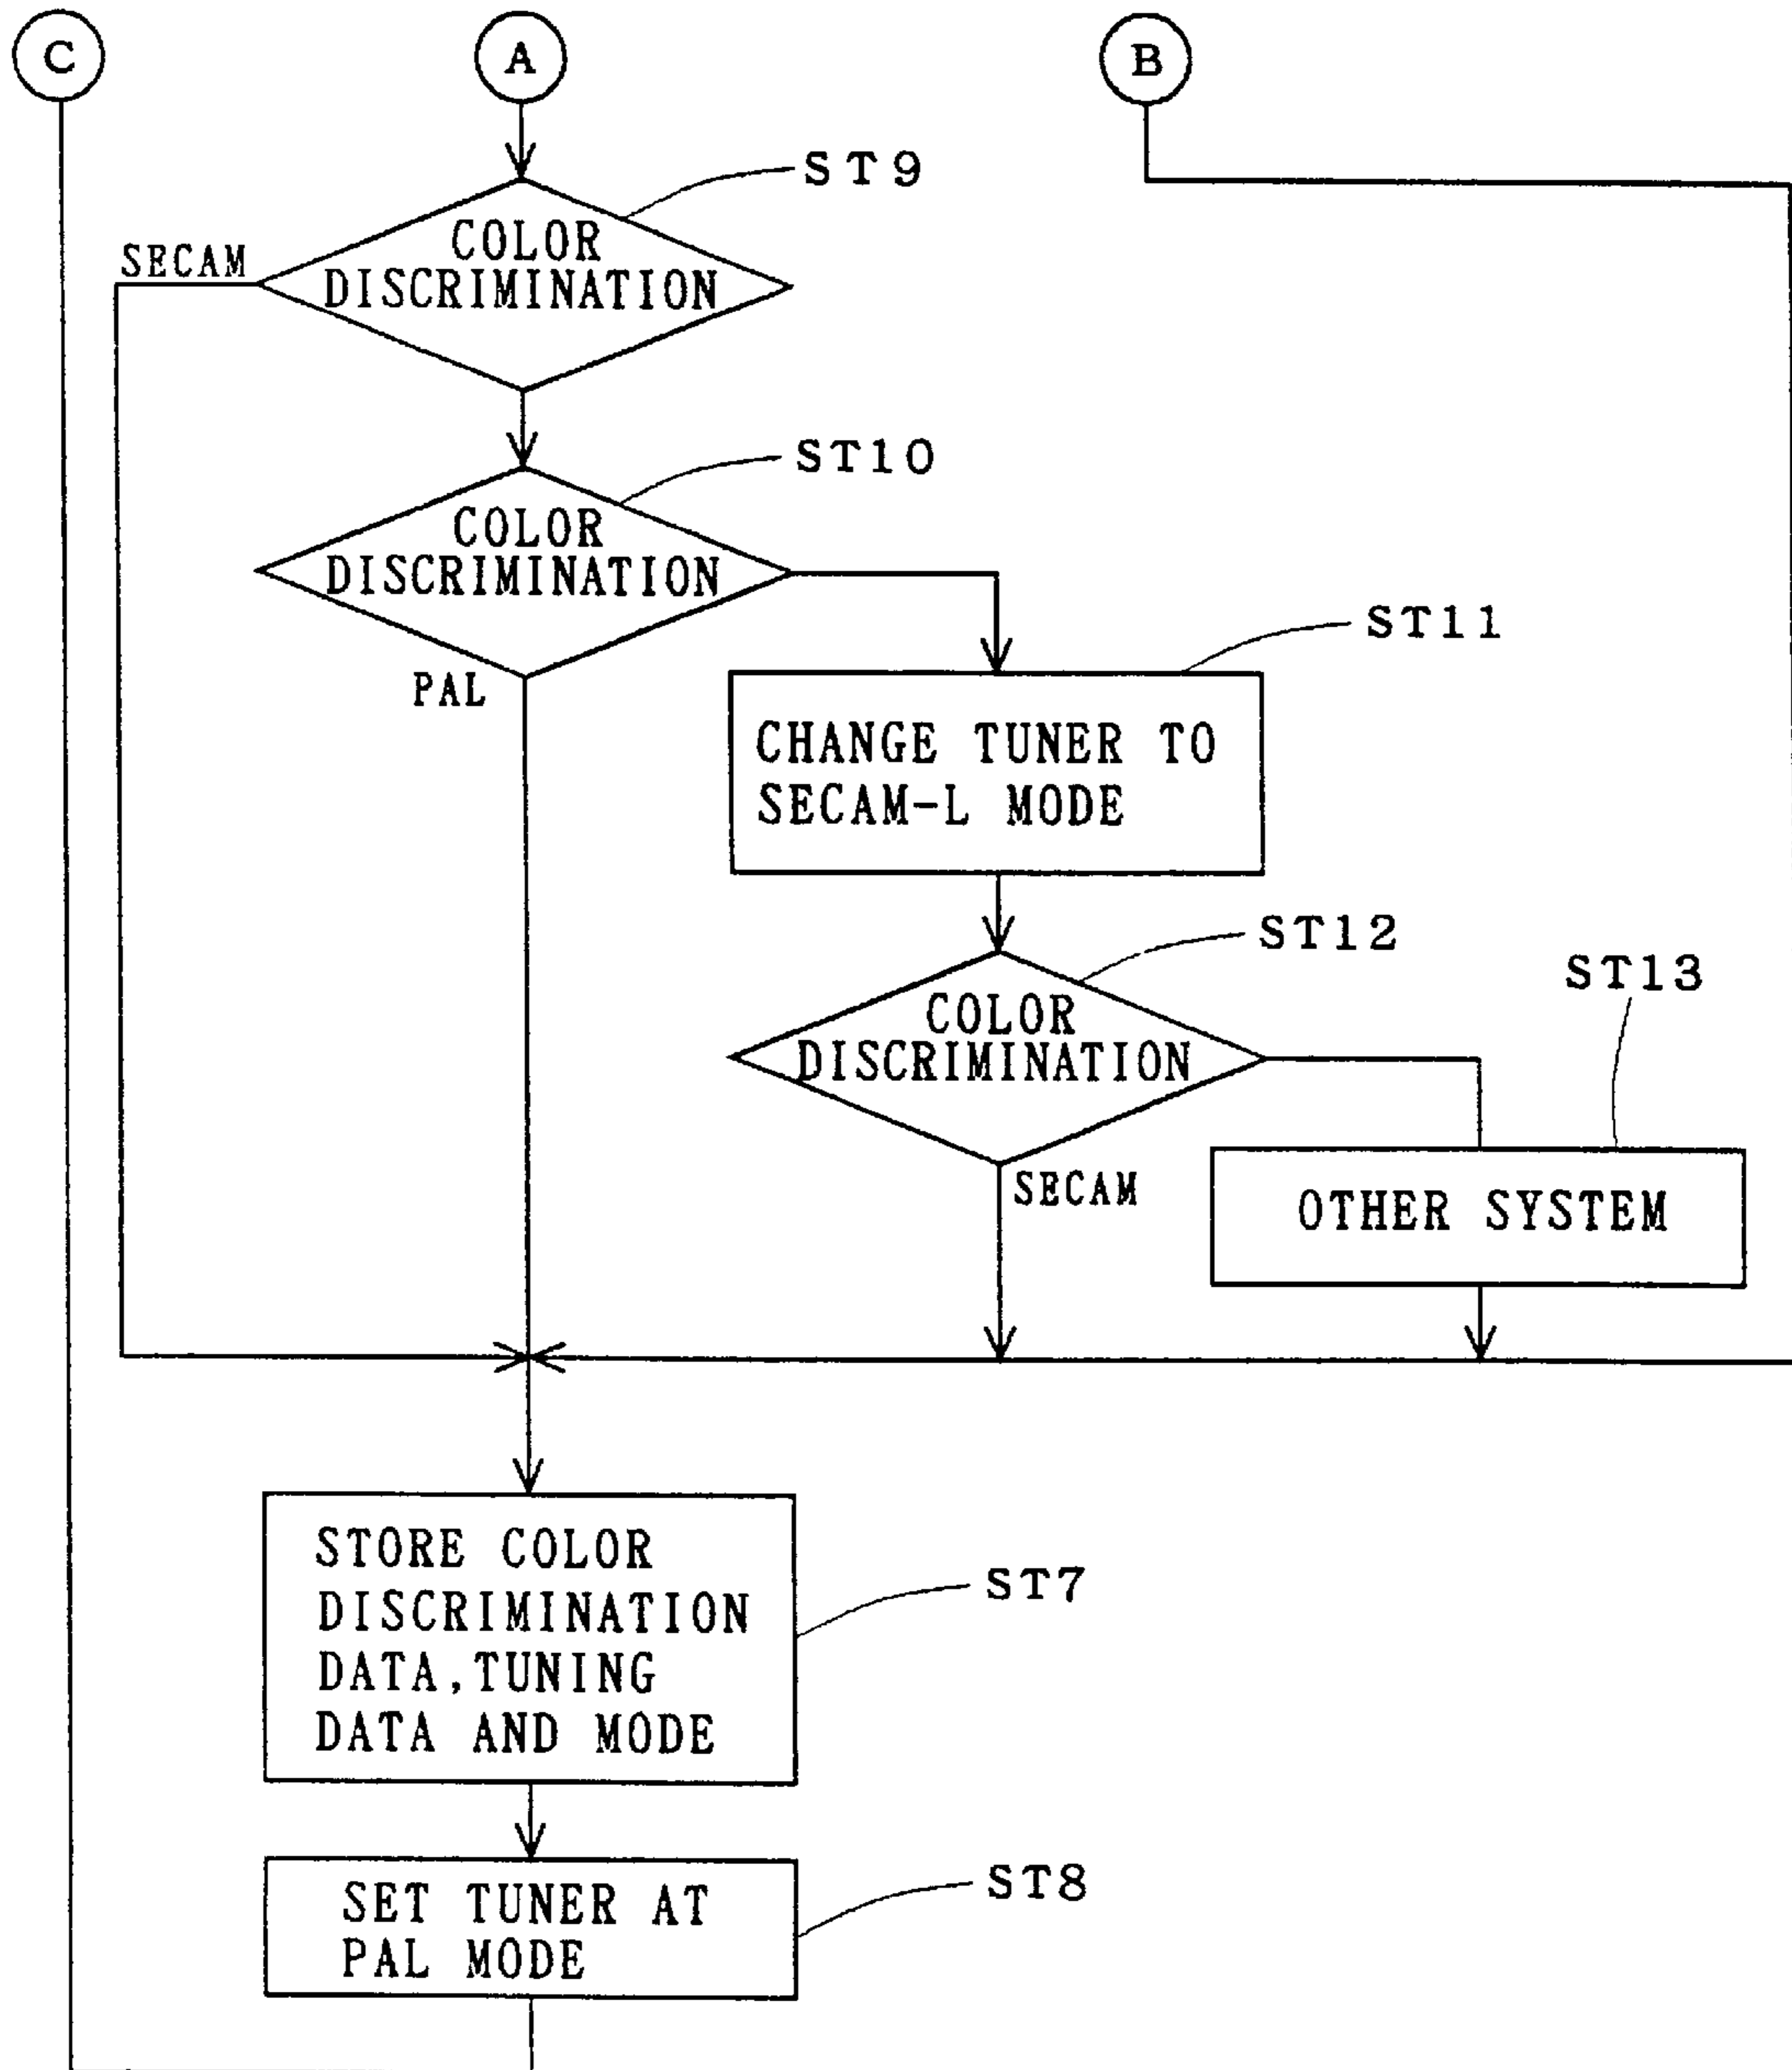 C
A
B
ST9
COLOR
DISCRIMINATION
SECAM
ST10
COLOR
DISCRIMINATION
PAL
ST11
CHANGE TUNER TO
SECAM-L MODE
ST12
COLOR
DISCRIMINATION
SECAM
ST13
OTHER SYSTEM
STORE COLOR
DISCRIMINATION
DATA,TUNING
DATA AND MODE
ST7
SET TUNER AT
PAL MODE
ST8